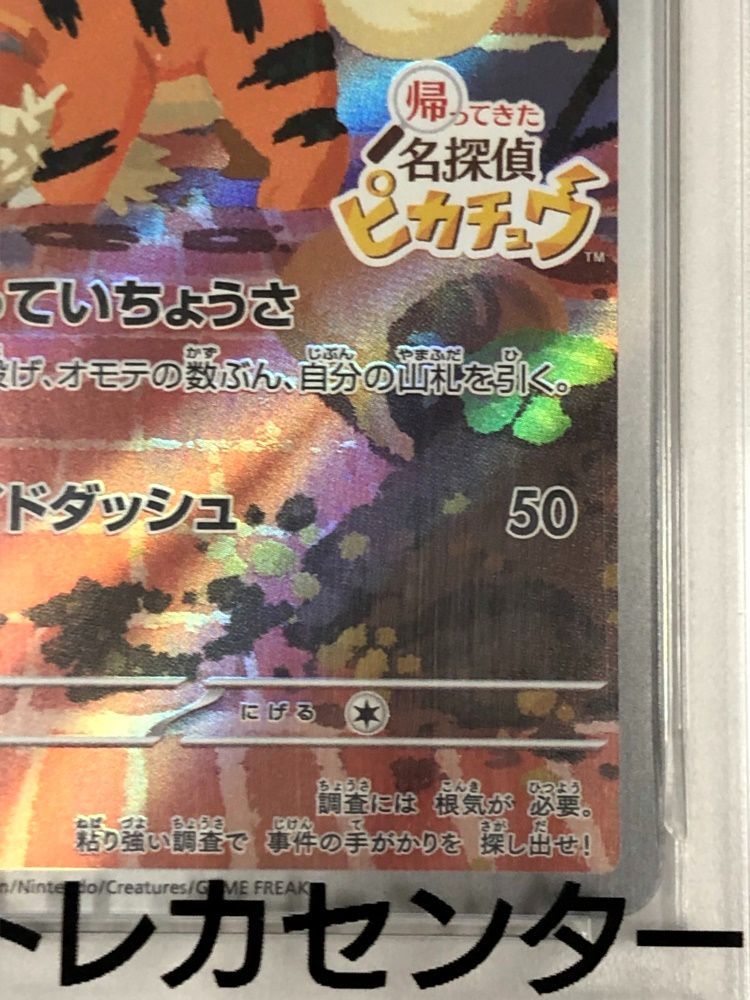 帰ってきた
名探偵
ピカチュウ
TM
っていちょうさ
投げ、オモテの数ぶん、自分の山札を引く。
イドダッシュ 50
にげる
調査には 根気が 必要。
粘り強い調査で 事件の手がかりを 探し出せ!
n/Nintendo/Creatures/GAME FREAK
トレカセンター